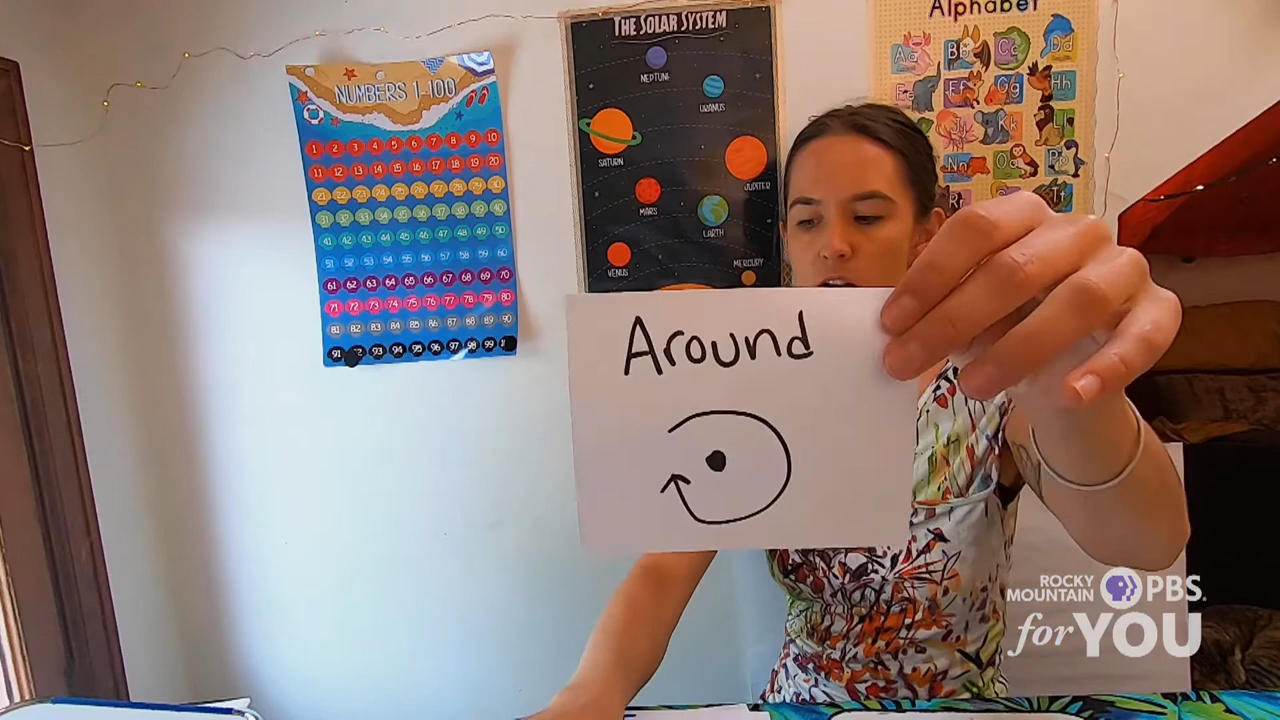 NUMBERS 1-100
1 2 3 4 5 6 7 8 9 10
11 12 13 14 15 16 17 18 19 20
21 22 23 24 25 26 27 28 29 30
31 32 33 34 35 36 37 38 39 40
41 42 43 44 45 46 47 48 49 50
51 52 53 54 55 56 57 58 59 60
61 62 63 64 65 66 67 68 69 70
71 72 73 74 75 76 77 78 79 80
81 82 83 84 85 86 87 88 89 90
91 93 94 95 96 97 98 99
THE SOLAR SYSTEM
NEPTUNE
URANUS
SATURN
JUPITER
MARS
EARTH
VENUS
MERCURY
Alphabet
Aa Bb Cc Dd
Ee Ff Gg Hh
Kk
Nn Oo Pp
Around
ROCKY
MOUNTAIN PBS
for YOU